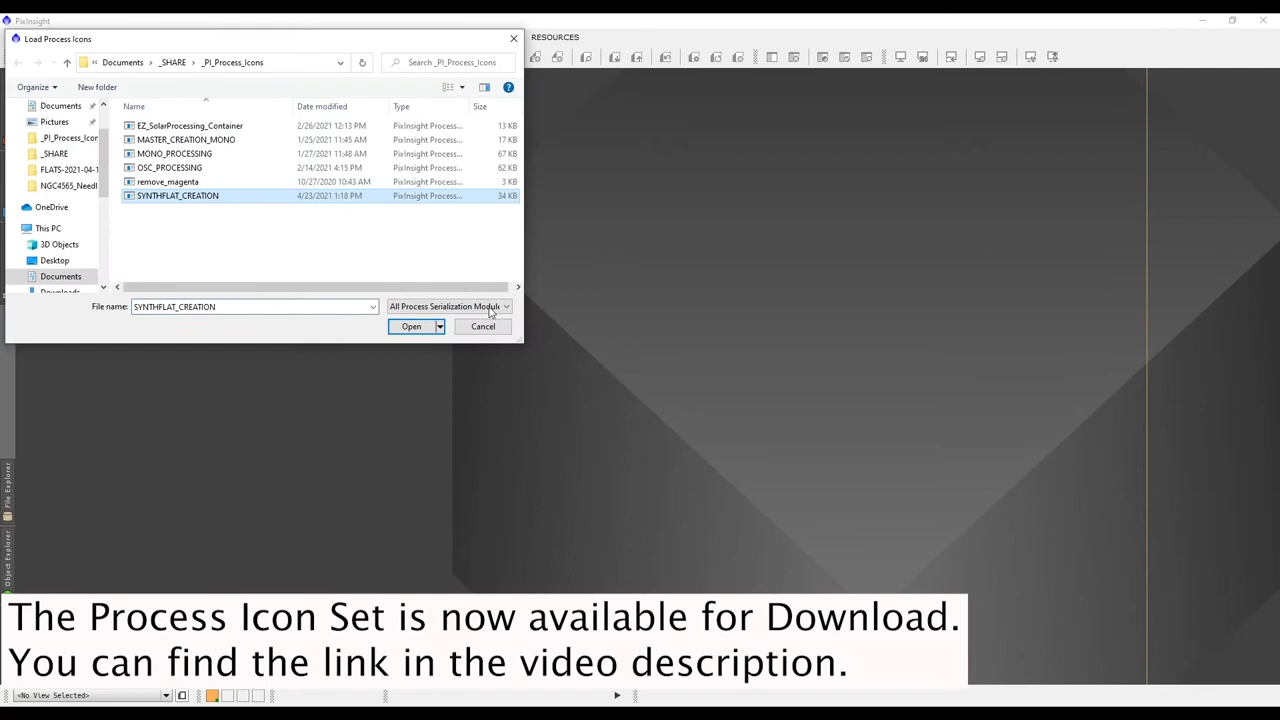 PixInsight
Load Process Icons
RESOURCES
« Documents > _SHARE > _PI_Process_Icons
Search _PI_Process_Icons
Organize
New folder
Name
Date modified
Type
Size
Documents
Pictures
_PI_Process_Icon
_SHARE
FLATS-2021-04-1
NGC4565_Needl
OneDrive
This PC
3D Objects
Desktop
Documents
Downloads
EZ_SolarProcessing_Container 2/26/2021 12:13 PM PixInsight Process... 13 KB
MASTER_CREATION_MONO 1/25/2021 11:45 AM PixInsight Process... 17 KB
MONO_PROCESSING 1/27/2021 11:48 AM PixInsight Process... 67 KB
OSC_PROCESSING 2/14/2021 4:15 PM PixInsight Process... 62 KB
remove_magenta 10/27/2020 10:43 AM PixInsight Process... 3 KB
SYNTHFLAT_CREATION 4/23/2021 1:18 PM PixInsight Process... 34 KB
File name: SYNTHFLAT_CREATION
All Process Serialization Module
Open
Cancel
File Explorer
Object Explorer
The Process Icon Set is now available for Download.
You can find the link in the video description.
<No View Selected>